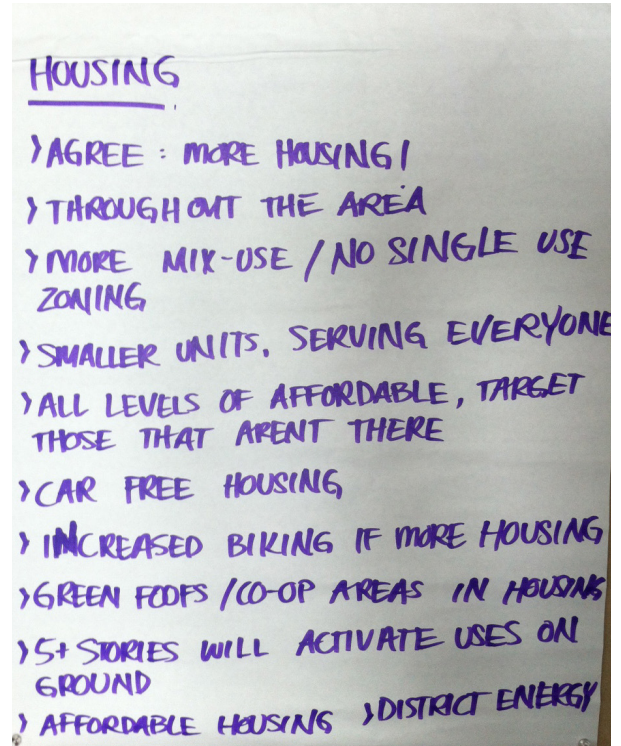 HOUSING
> AGREE : MORE HOUSING!
> THROUGHOUT THE AREA
> MORE MIX-USE / NO SINGLE USE
ZONING
> SMALLER UNITS, SERVING EVERYONE
> ALL LEVELS OF AFFORDABLE, TARGET
THOSE THAT ARENT THERE
> CAR FREE HOUSING
> INCREASED BIKING IF MORE HOUSING
> GREEN FOOFS / CO-OP AREAS IN HOUSING
> 5+ STORIES WILL ACTIVATE USES ON
GROUND
> AFFORDABLE HOUSING > DISTRICT ENERGY